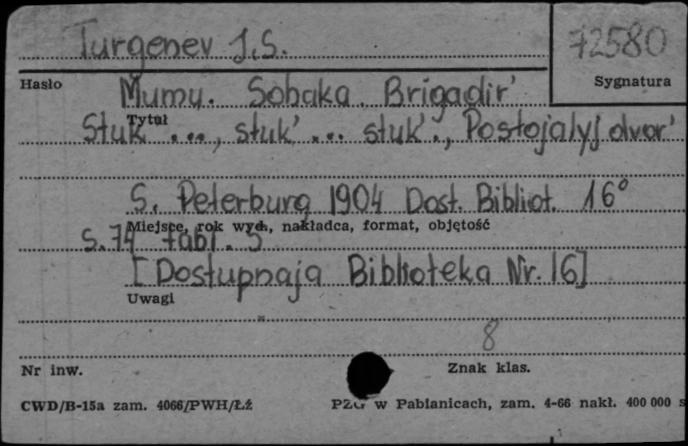 Turgenev J.S.
72580
Hasło
Sygnatura
Mumu. Sobaka. Brigadir'
Tytuł
Stuk' ..., stuk' ... stuk'., Postojalyj dvor'
S. Peterburg 1904 Dost. Bibliot. 16°
Miejsce, rok wyd., nakładca, format, objętość
S. 74 tabl. 5
[Dostupnaja Biblioteka Nr. 16]
Uwagi
8
Nr inw.
Znak klas.
CWD/B-15a zam. 4066/PWH/Łź
PZG w Pabianicach, zam. 4-66 nakł. 400 000 s